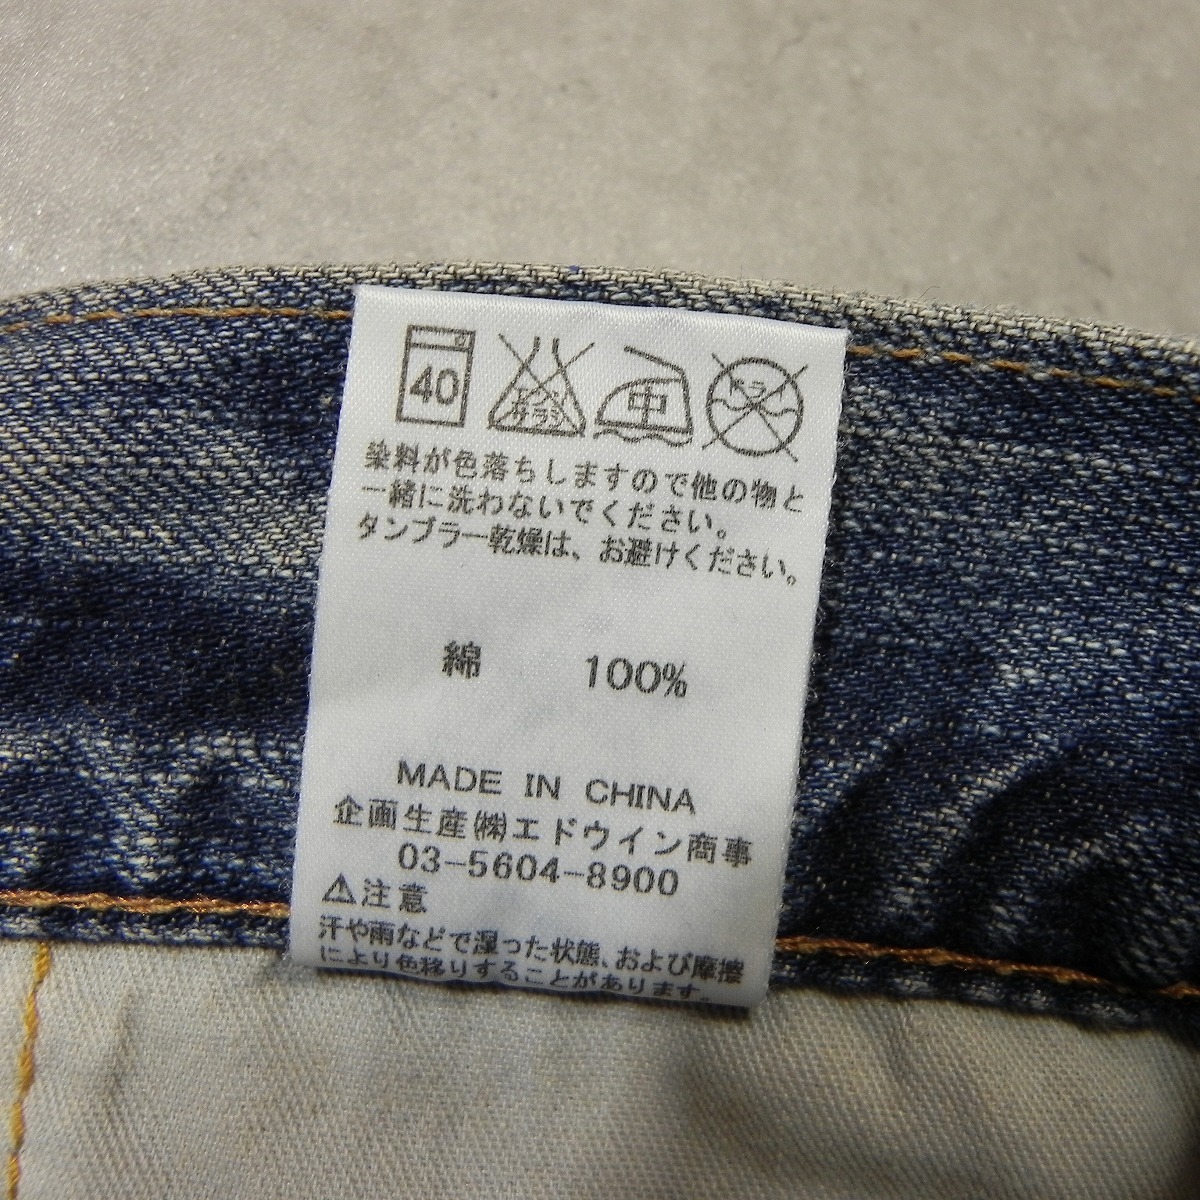 40 エンソサラシ 中 ドライ
染料が色落ちしますので他の物と
一緒に洗わないでください。
タンブラー乾燥は、お避けください。
綿 100%
MADE IN CHINA
企画生産㈱エドウイン商事
03-5604-8900
⚠注意
汗や雨などで湿った状態、および摩擦
により色移りすることがあります。